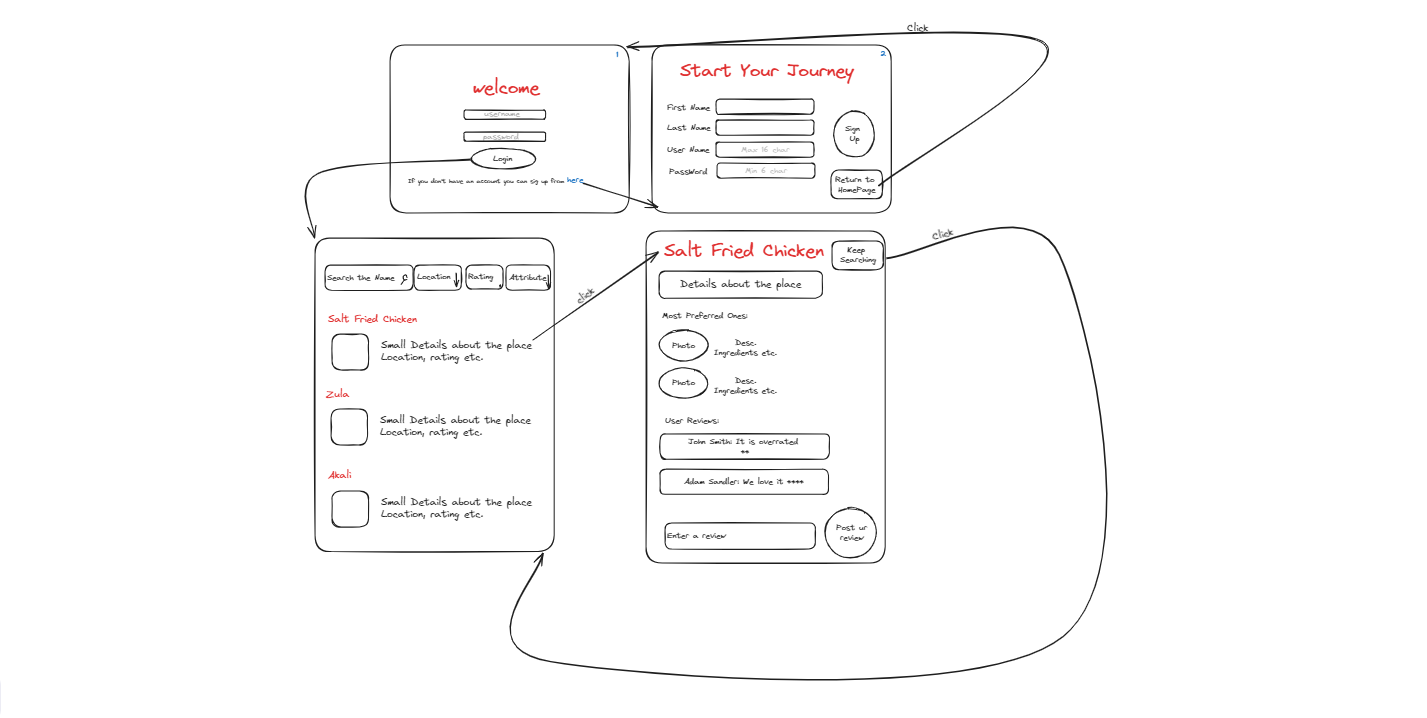 Click
1
welcome
username
password
Login
If you don't have an account you can sig up from here
2
Start Your Journey
First Name
Last Name
User Name
Max 16 char
PassWord
Min 6 char
Sign
Up
Return to
HomePage
Search the Name
Location
Rating
Attribute
Salt Fried Chicken
Small Details about the place
Location, rating etc.
Zula
Small Details about the place
Location, rating etc.
Akali
Small Details about the place
Location, rating etc.
click
Salt Fried Chicken
Keep
Searching
Click
Details about the place
Most Preferred Ones:
Photo
Desc.
Ingredients etc.
Photo
Desc.
Ingredients etc.
User Reviews:
John Smith: It is overrated
**
Adam Sandler: We love it ****
Enter a review
Post ur
review